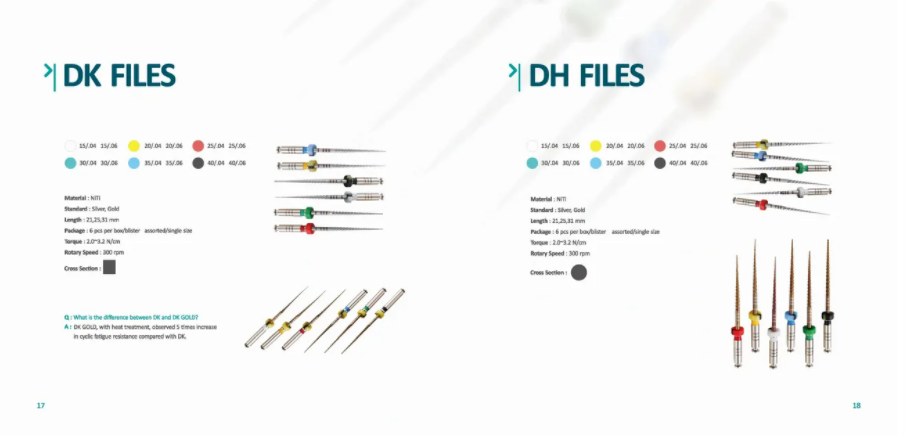 DK FILES
15/.04 15/.06 20/.04 20/.06 25/.04 25/.06
30/.04 30/.06 35/.04 35/.06 40/.04 40/.06
Material : NiTi
Standard : Silver, Gold
Length : 21,25,31 mm
Package : 6 pcs per box/blister assorted/single size
Torque : 2.0~3.2 N/cm
Rotary Speed : 300 rpm
Cross Section :
Q : What is the difference between DK and DK GOLD?
A : DK GOLD, with heat treatment, observed 5 times increase
in cyclic fatigue resistance compared with DK.
17
DH FILES
15/.04 15/.06 20/.04 20/.06 25/.04 25/.06
30/.04 30/.06 35/.04 35/.06 40/.04 40/.06
Material : NiTi
Standard : Silver, Gold
Length : 21,25,31 mm
Package : 6 pcs per box/blister assorted/single size
Torque : 2.0~3.2 N/cm
Rotary Speed : 300 rpm
Cross Section :
18